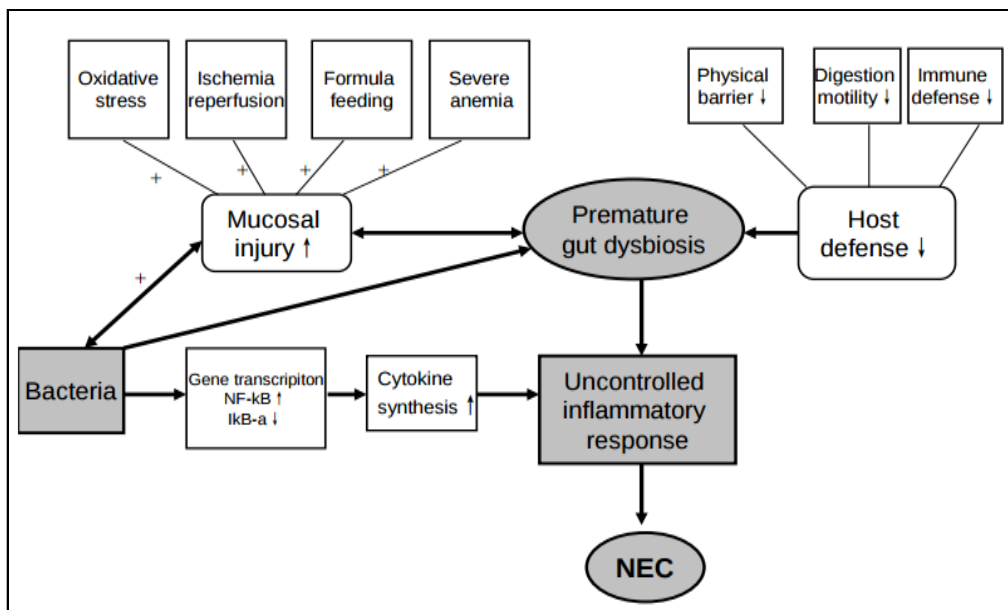 Oxidative
stress
Ischemia
reperfusion
Formula
feeding
Severe
anemia
Physical
barrier ↓
Digestion
motility ↓
Immune
defense ↓
+
+
+
+
Mucosal
injury ↑
Premature
gut dysbiosis
Host
defense ↓
+
Bacteria
Gene transcripiton
NF-kB ↑
IkB-a ↓
Cytokine
synthesis ↑
Uncontrolled
inflammatory
response
NEC